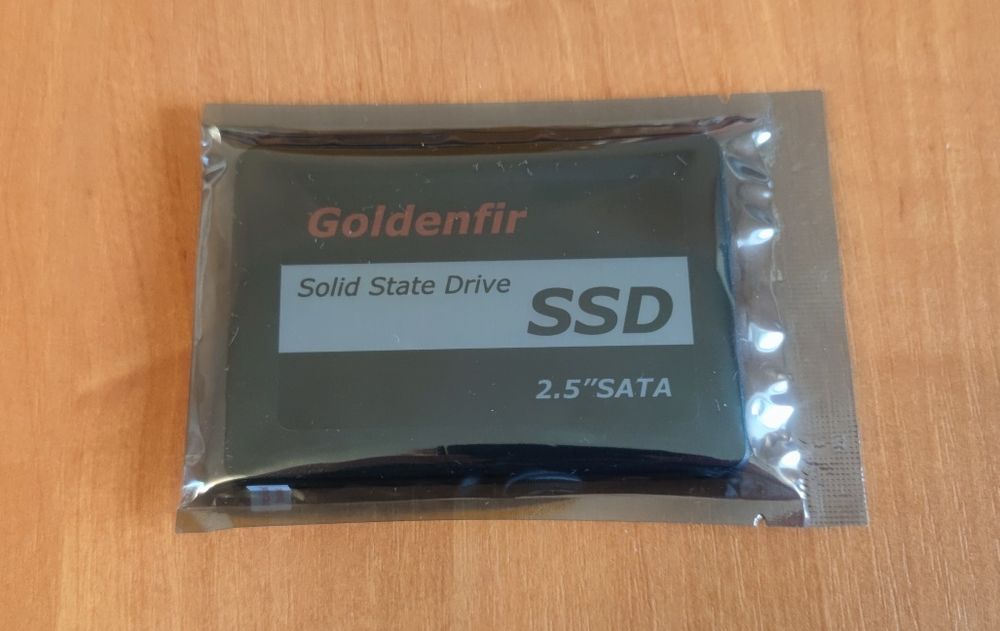 Goldenfir
Solid State Drive
SSD
2.5"SATA